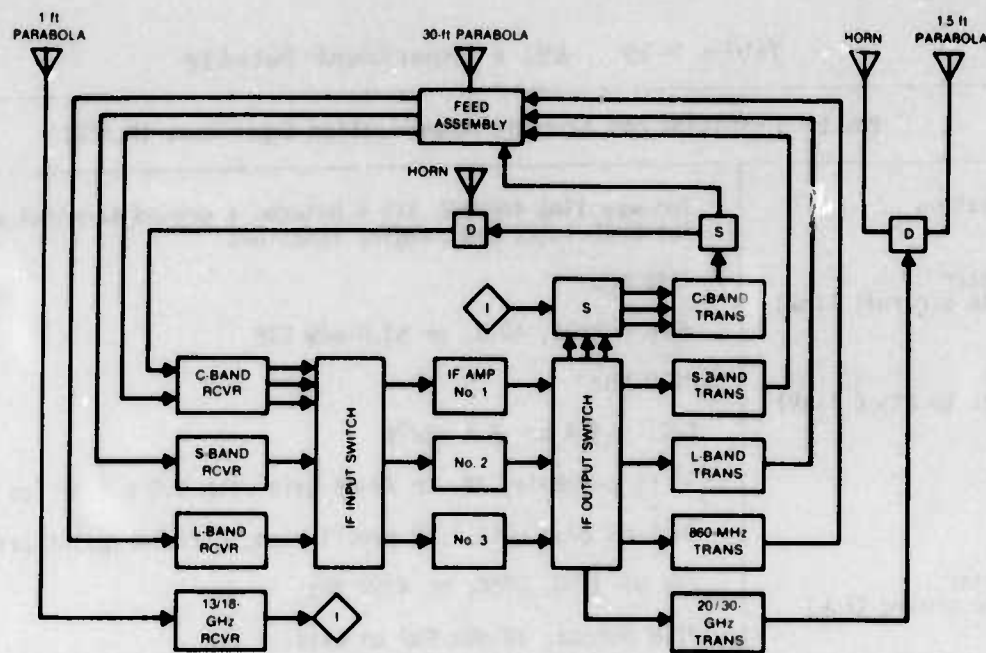 1 ft
PARABOLA
30-ft PARABOLA
HORN
1.5 ft
PARABOLA
FEED
ASSEMBLY
HORN
D
S
D
I
S
C-BAND
TRANS
C-BAND
RCVR
IF INPUT SWITCH
IF AMP
No. 1
IF OUTPUT SWITCH
S-BAND
TRANS
S-BAND
RCVR
No. 2
L-BAND
TRANS
L-BAND
RCVR
No. 3
860-MHz
TRANS
13/18-
GHz
RCVR
I
20/30-
GHz
TRANS